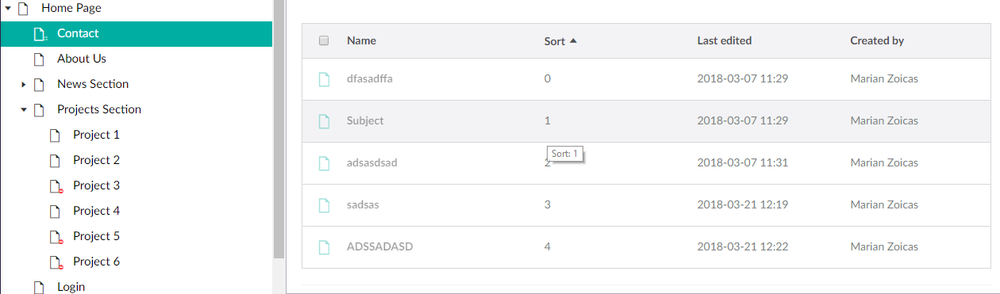 Home Page
Contact
About Us
News Section
Projects Section
Project 1
Project 2
Project 3
Project 4
Project 5
Project 6
Login
Name Sort Last edited Created by
dfasadffa 0 2018-03-07 11:29 Marian Zoicas
Subject 1 2018-03-07 11:29 Marian Zoicas
Sort: 1
adsasdsad 2 2018-03-07 11:31 Marian Zoicas
sadsas 3 2018-03-21 12:19 Marian Zoicas
ADSSADASD 4 2018-03-21 12:22 Marian Zoicas